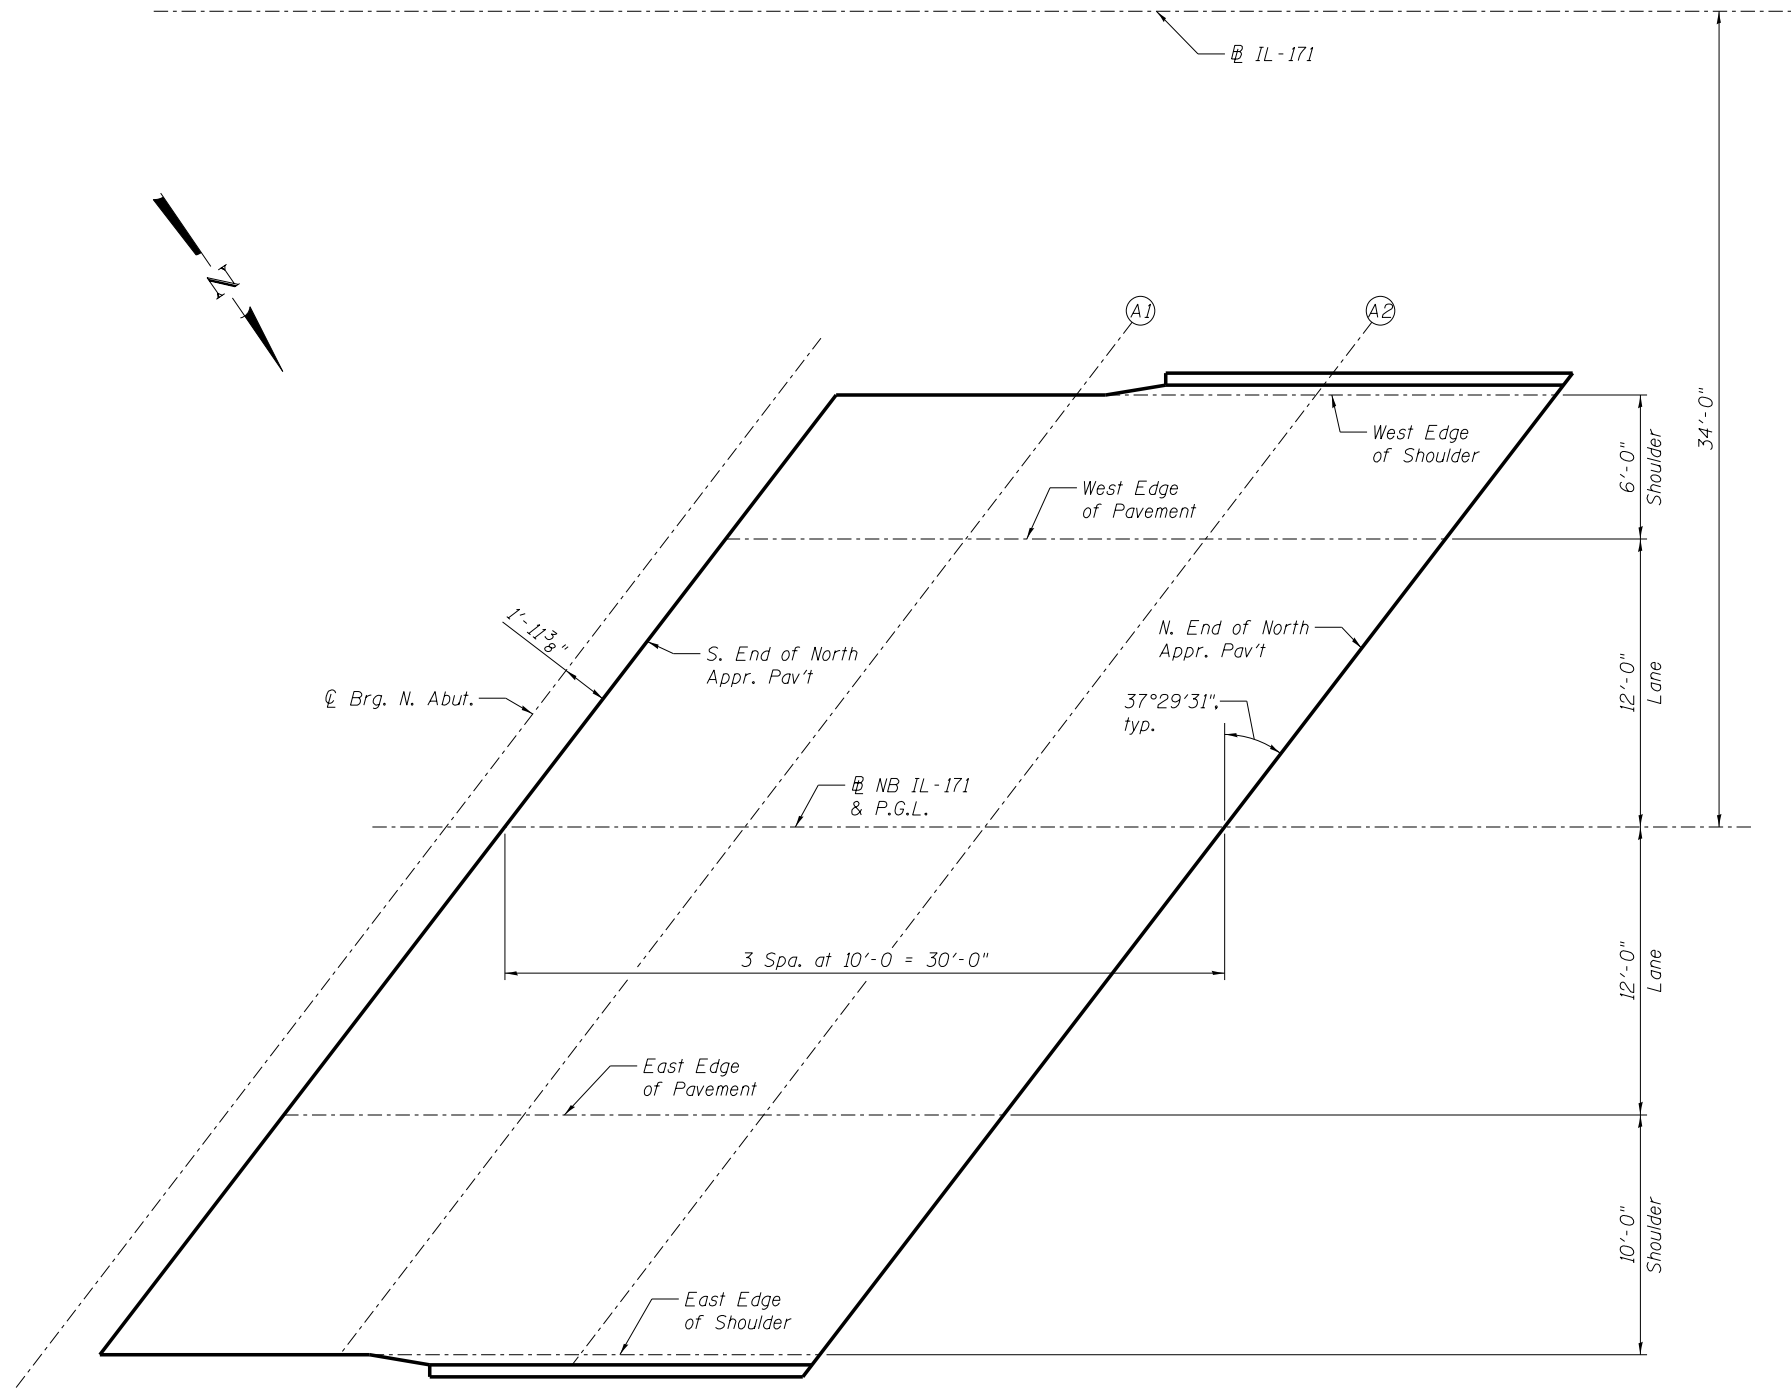 ℄ IL-171
N
A1
A2
West Edge
of Shoulder
6'-0"
Shoulder
34'-0"
West Edge
of Pavement
1'-11 3/8"
S. End of North
Appr. Pav't
N. End of North
Appr. Pav't
12'-0"
Lane
℄ Brg. N. Abut.
37°29'31",
typ.
℄ NB IL-171
& P.G.L.
3 Spa. at 10'-0 = 30'-0"
12'-0"
Lane
East Edge
of Pavement
10'-0"
Shoulder
East Edge
of Shoulder